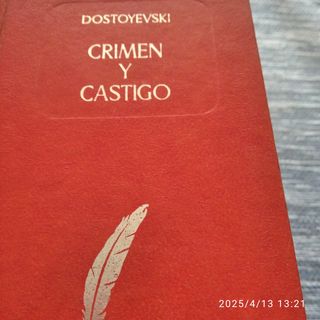 DOSTOYEVSKI
CRIMEN
Y
CASTIGO
2025/4/13 13:21